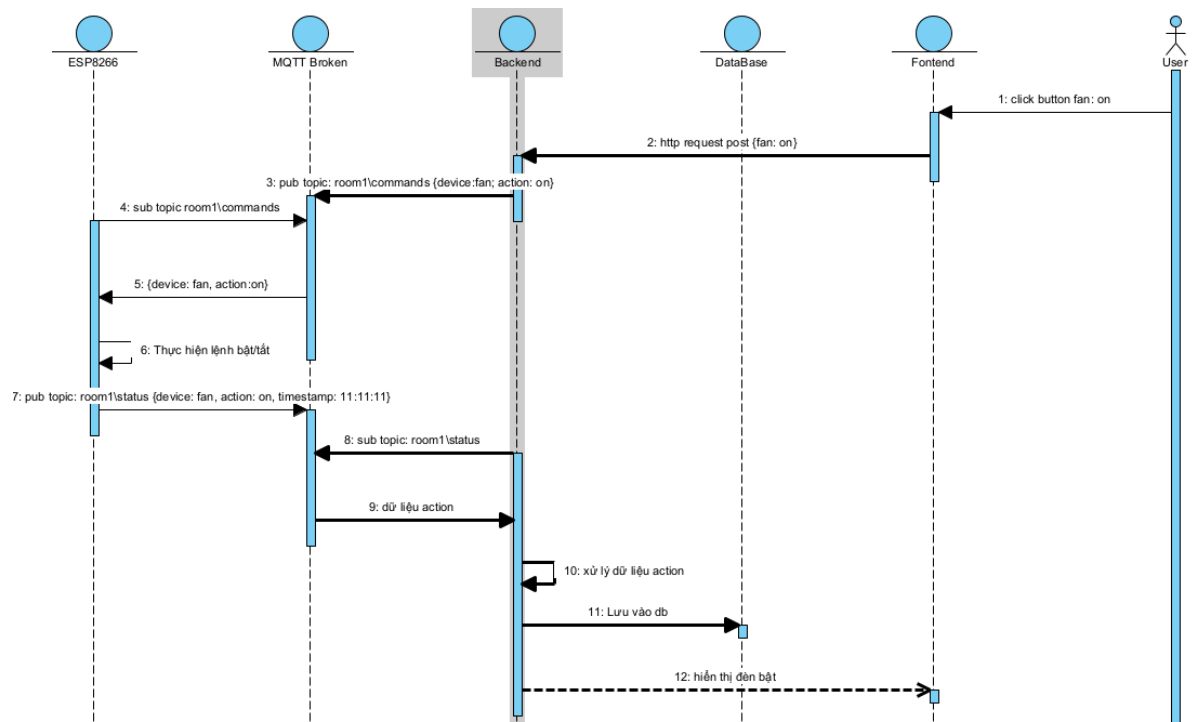 ESP8266
MQTT Broken
Backend
DataBase
Fontend
User
1: click button fan: on
2: http request post {fan: on}
3: pub topic: room1\commands {device:fan; action: on}
4: sub topic room1\commands
5: {device: fan, action:on}
6: Thực hiện lệnh bật/tắt
7: pub topic: room1\status {device: fan, action: on, timestamp: 11:11:11}
8: sub topic: room1\status
9: dữ liệu action
10: xử lý dữ liệu action
11: Lưu vào db
12: hiển thị đèn bật